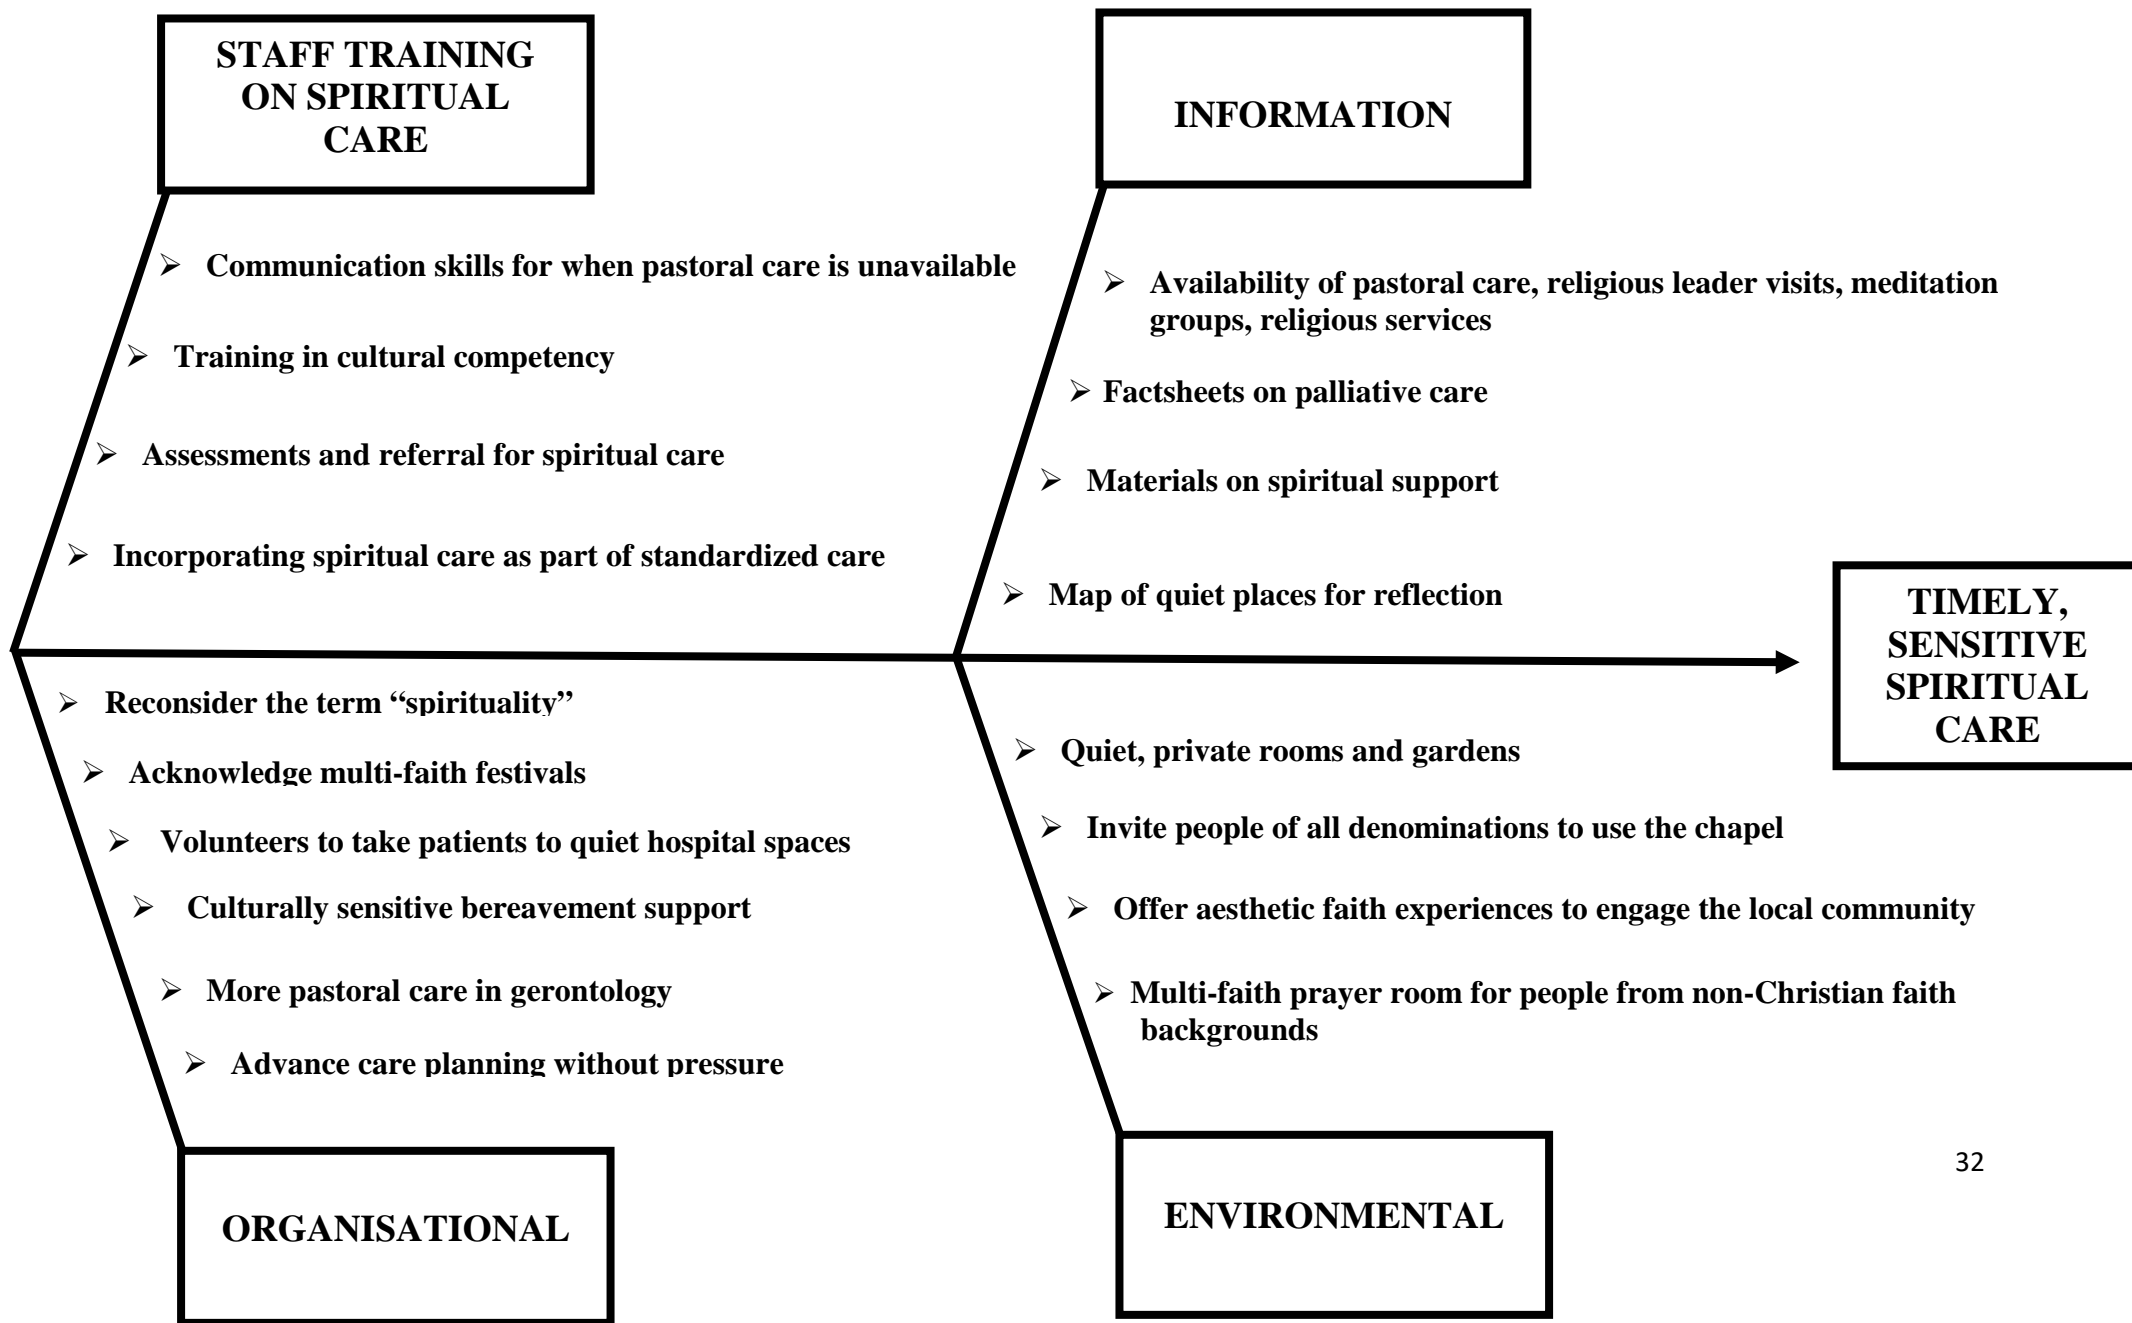 STAFF TRAINING
ON SPIRITUAL
CARE
INFORMATION
➢ Communication skills for when pastoral care is unavailable
➢ Training in cultural competency
➢ Assessments and referral for spiritual care
➢ Incorporating spiritual care as part of standardized care
➢ Availability of pastoral care, religious leader visits, meditation
groups, religious services
➢ Factsheets on palliative care
➢ Materials on spiritual support
➢ Map of quiet places for reflection
TIMELY,
SENSITIVE
SPIRITUAL
CARE
➢ Reconsider the term “spirituality”
➢ Acknowledge multi-faith festivals
➢ Volunteers to take patients to quiet hospital spaces
➢ Culturally sensitive bereavement support
➢ More pastoral care in gerontology
➢ Advance care planning without pressure
➢ Quiet, private rooms and gardens
➢ Invite people of all denominations to use the chapel
➢ Offer aesthetic faith experiences to engage the local community
➢ Multi-faith prayer room for people from non-Christian faith
backgrounds
ORGANISATIONAL
ENVIRONMENTAL
32